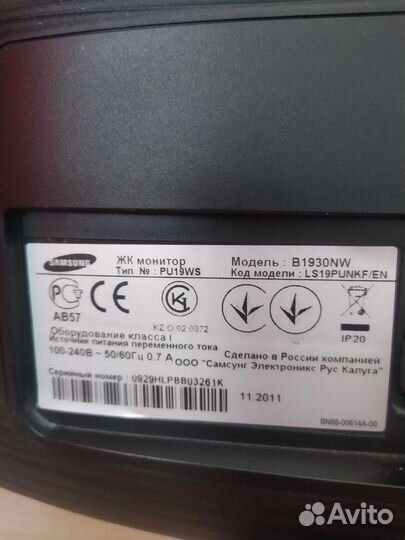 SAMSUNG
ЖК монитор
Тип №: PU19WS
Модель : B1930NW
Код модели : LS19PUNKF/EN
АВ57
KZ.O.02.0072
IP20
Оборудование класса I
Источник питания переменного тока
100-240В ~ 50/60Гц 0.7 А
Сделано в России компанией
ООО "Самсунг Электроникс Рус Калуга"
Серийный номер: 0929HLPBB03261K
11.2011
BN68-00614A-00
Avito